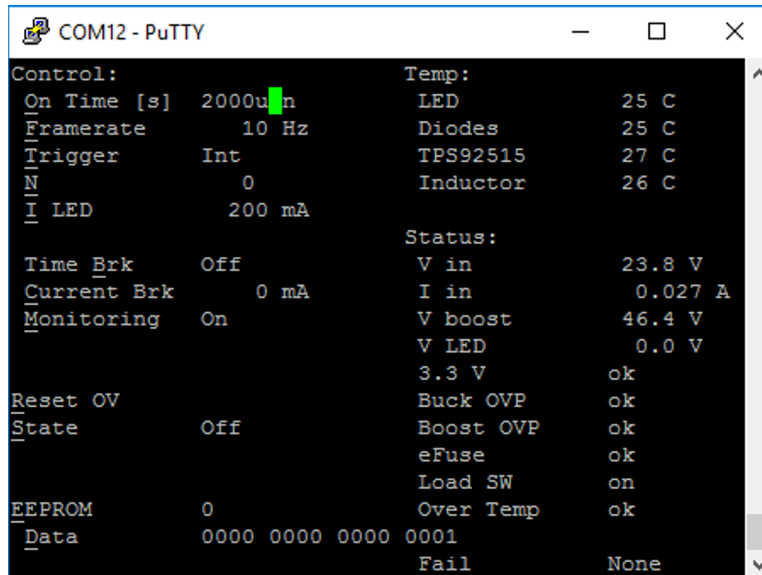 COM12 - PuTTY
Control: Temp:
On Time [s] 2000u n LED 25 C
Framerate 10 Hz Diodes 25 C
Trigger Int TPS92515 27 C
N 0 Inductor 26 C
I LED 200 mA
Status:
Time Brk Off V in 23.8 V
Current Brk 0 mA I in 0.027 A
Monitoring On V boost 46.4 V
V LED 0.0 V
3.3 V ok
Reset OV Buck OVP ok
State Off Boost OVP ok
eFuse ok
Load SW on
EEPROM 0 Over Temp ok
Data 0000 0000 0000 0001
Fail None